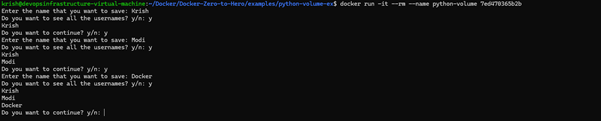 krish@devopsinfrastructure-virtual-machine:~/Docker/Docker-Zero-to-Hero/examples/python-volume-ex$ docker run -it --rm --name python-volume 7ed470365b2b
Enter the name that you want to save: Krish
Do you want to see all the usernames? y/n: y
Krish
Do you want to continue? y/n: y
Enter the name that you want to save: Modi
Do you want to see all the usernames? y/n: y
Krish
Modi
Do you want to continue? y/n: y
Enter the name that you want to save: Docker
Do you want to see all the usernames? y/n: y
Krish
Modi
Docker
Do you want to continue? y/n: